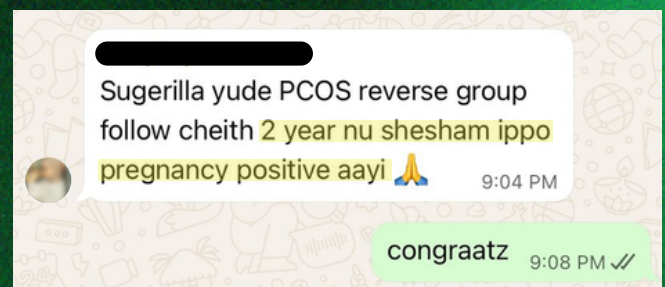 Sugerilla yude PCOS reverse group
follow cheith 2 year nu shesham ippo
pregnancy positive aayi 🙏
9:04 PM
congraatz
9:08 PM